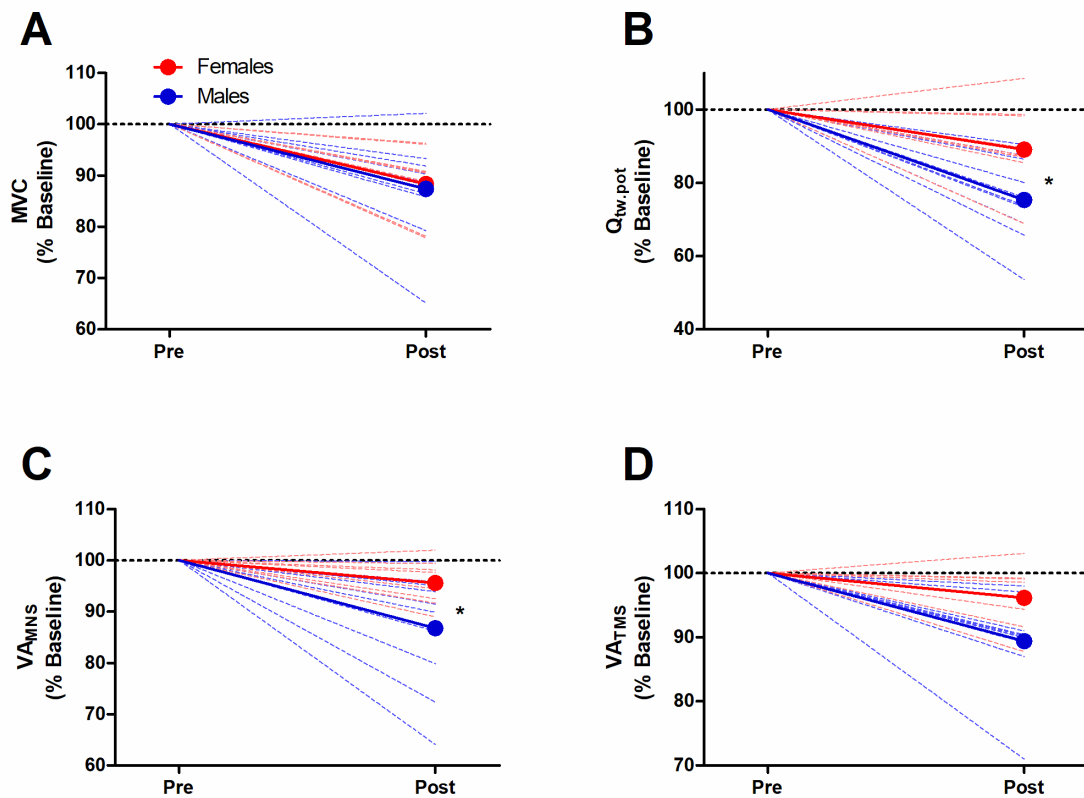 A
Females
Males
110
100
90
80
70
60
MVC
(% Baseline)
Pre
Post
B
100
80
60
40
Qtw.pot
(% Baseline)
*
Pre
Post
C
110
100
90
80
70
60
VAMNS
(% Baseline)
*
Pre
Post
D
110
100
90
80
70
VATMS
(% Baseline)
Pre
Post